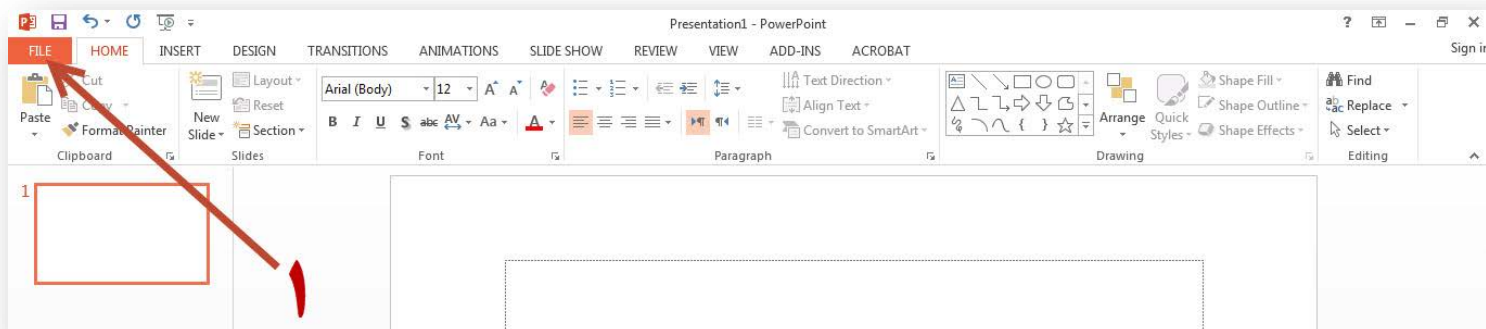 Presentation1 - PowerPoint
FILE HOME INSERT DESIGN TRANSITIONS ANIMATIONS SLIDE SHOW REVIEW VIEW ADD-INS ACROBAT Sign in
Cut Layout Arial (Body) 12 Text Direction Shape Fill Find
Copy Reset Align Text Shape Outline Replace
Paste Format Painter New Slide Section B I U S abc AV Aa A Convert to SmartArt Arrange Quick Styles Shape Effects Select
Clipboard Slides Font Paragraph Drawing Editing
1
١